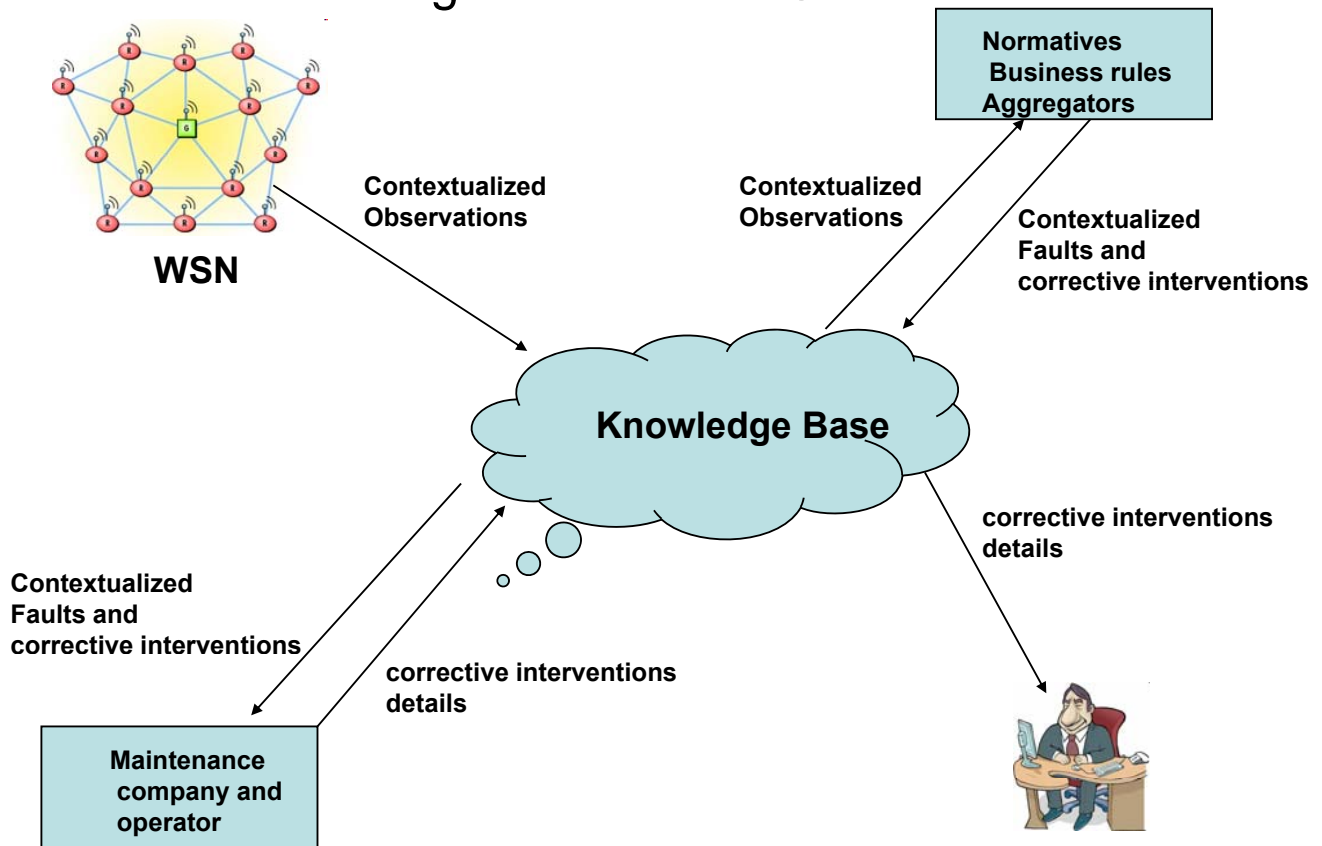 Normatives
Business rules
Aggregators
R R R R R R R G R R R R R R R
Contextualized
Observations
WSN
Contextualized
Observations
Contextualized
Faults and
corrective interventions
Knowledge Base
corrective interventions
details
Contextualized
Faults and
corrective interventions
corrective interventions
details
Maintenance
company and
operator